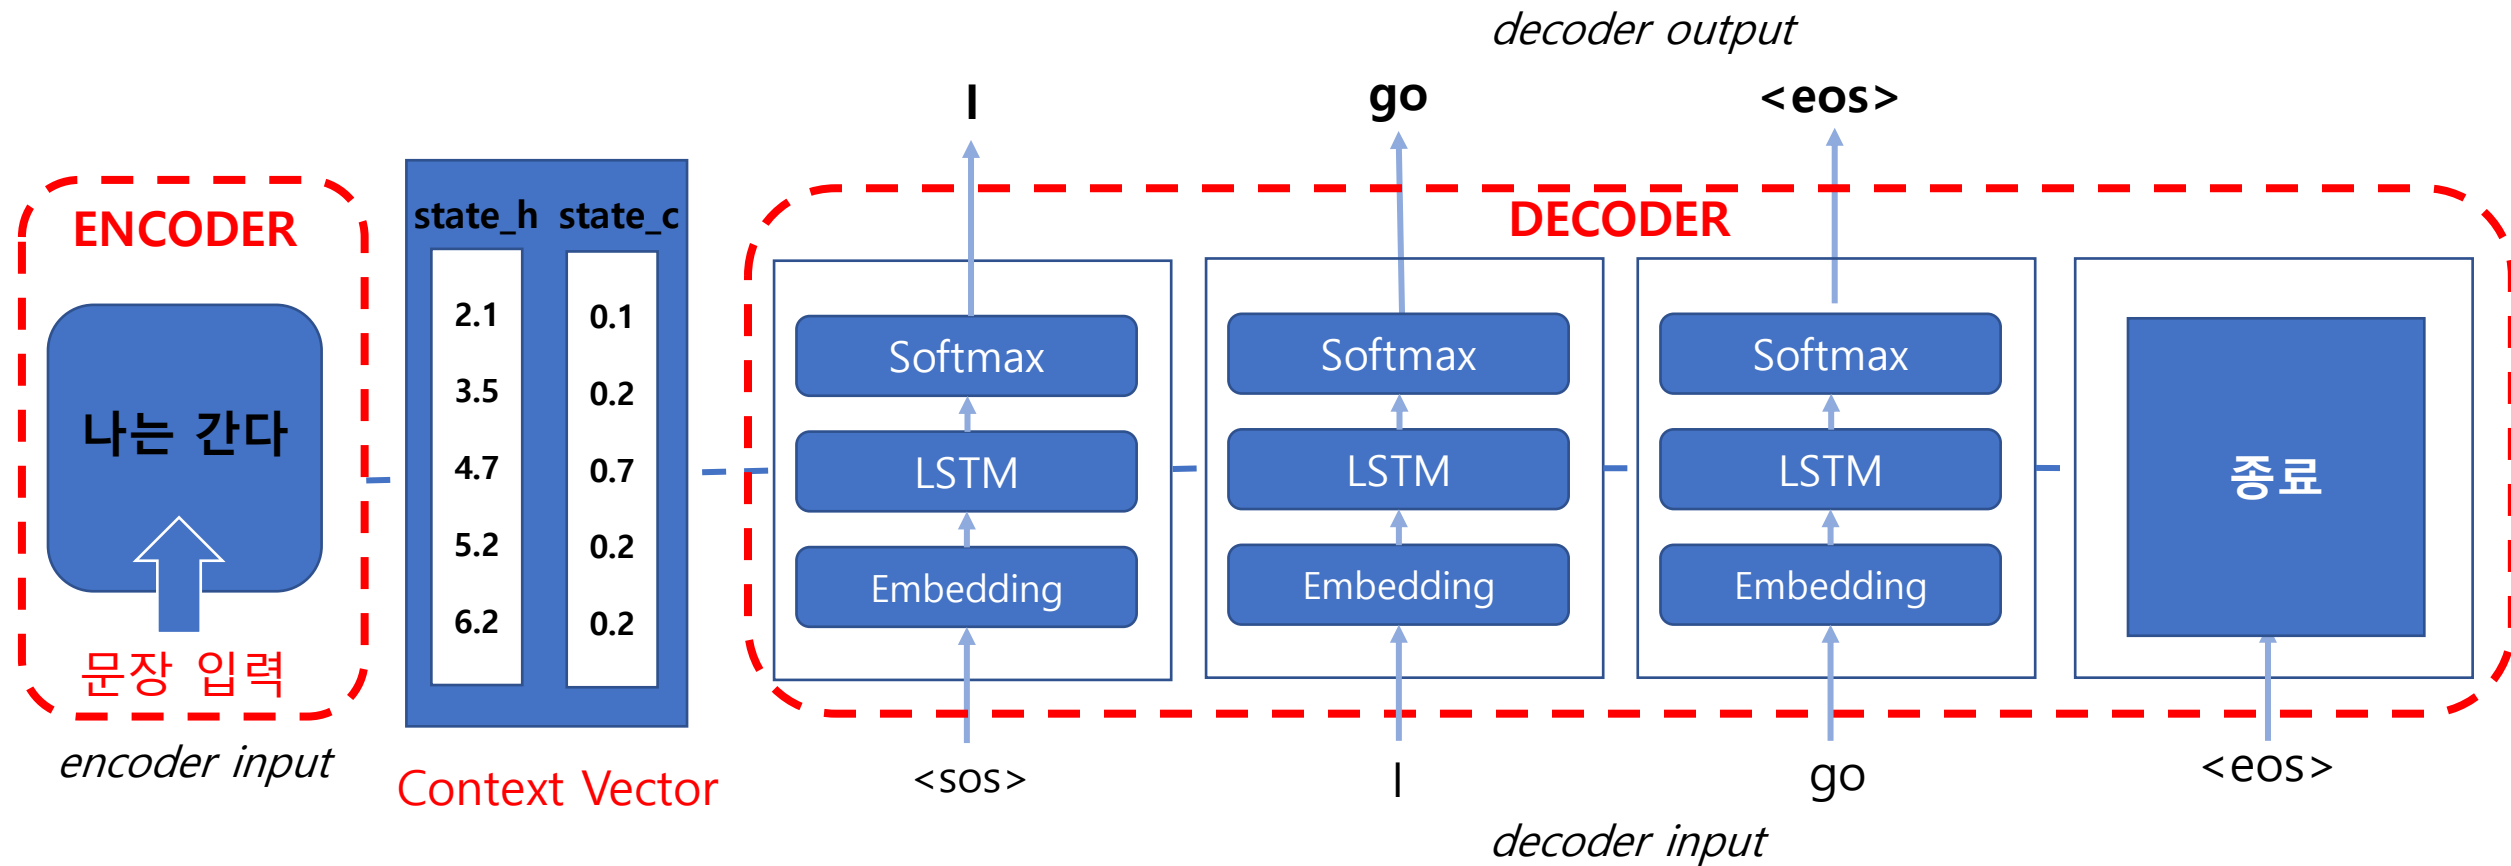 decoder output
I
go
<eos>
ENCODER
나는 간다
문장 입력
encoder input
state_h state_c
2.1 0.1
3.5 0.2
4.7 0.7
5.2 0.2
6.2 0.2
Context Vector
DECODER
Softmax
LSTM
Embedding
<sos>
Softmax
LSTM
Embedding
I
Softmax
LSTM
Embedding
go
종료
<eos>
decoder input